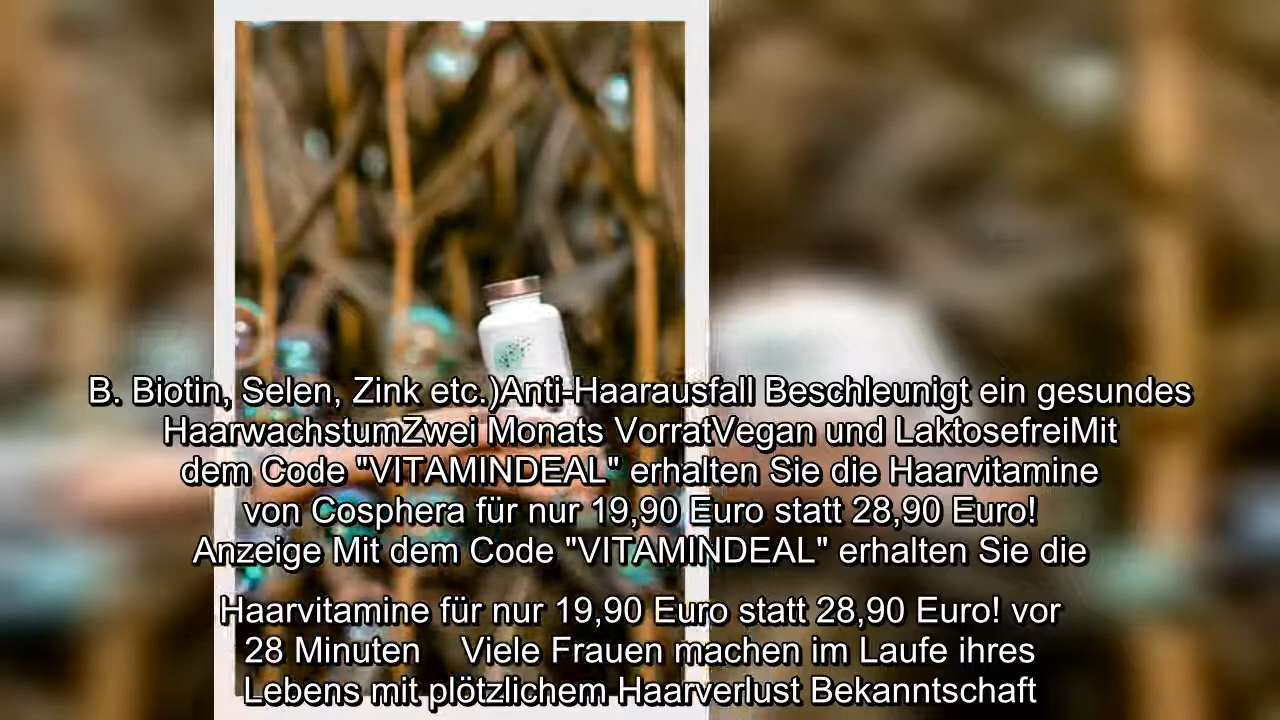 B. Biotin, Selen, Zink etc.)Anti-Haarausfall Beschleunigt ein gesundes
HaarwachstumZwei Monats VorratVegan und LaktosefreiMit
dem Code "VITAMINDEAL" erhalten Sie die Haarvitamine
von Cosphera für nur 19,90 Euro statt 28,90 Euro!
Anzeige Mit dem Code "VITAMINDEAL" erhalten Sie die
Haarvitamine für nur 19,90 Euro statt 28,90 Euro! vor
28 Minuten Viele Frauen machen im Laufe ihres
Lebens mit plötzlichem Haarverlust Bekanntschaft